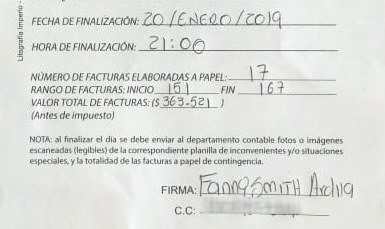 Litografía Imperio -
FECHA DE FINALIZACIÓN: 20/ENERO/2019
HORA DE FINALIZACIÓN: 21:00
NÚMERO DE FACTURAS ELABORADAS A PAPEL: 17
RANGO DE FACTURAS: INICIO 151 FIN 167
VALOR TOTAL DE FACTURAS: ($ 363.521 )
(Antes de impuesto)
NOTA: al finalizar el día se debe enviar al departamento contable fotos o imágenes
escaneadas (legibles) de la correspondiente planilla de inconvenientes y/o situaciones
especiales, y la totalidad de las facturas a papel de contingencia.
FIRMA: Fanny SMITH Ardila
C.C: